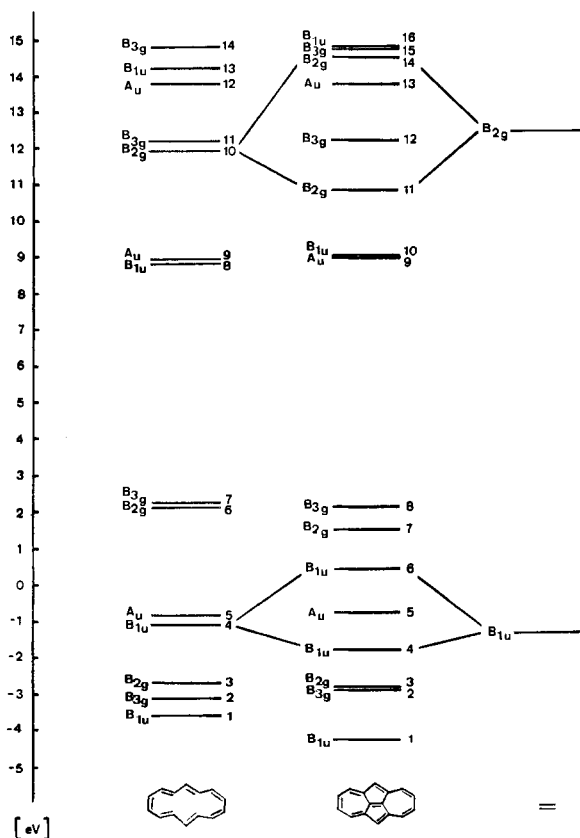 15
14
13
12
11
10
9
8
7
6
5
4
3
2
1
0
-1
-2
-3
-4
-5
[eV]
B3g 14
B1u 13
Au 12
B3g 11
B2g 10
Au 9
B1u 8
B3g 7
B2g 6
Au 5
B1u 4
B2g 3
B3g 2
B1u 1
B1u 16
B3g 15
B2g 14
Au 13
B3g 12
B2g 11
B1u 10
Au 9
B3g 8
B2g 7
B1u 6
Au 5
B1u 4
B2g 3
B3g 2
B1u 1
B2g
B1u